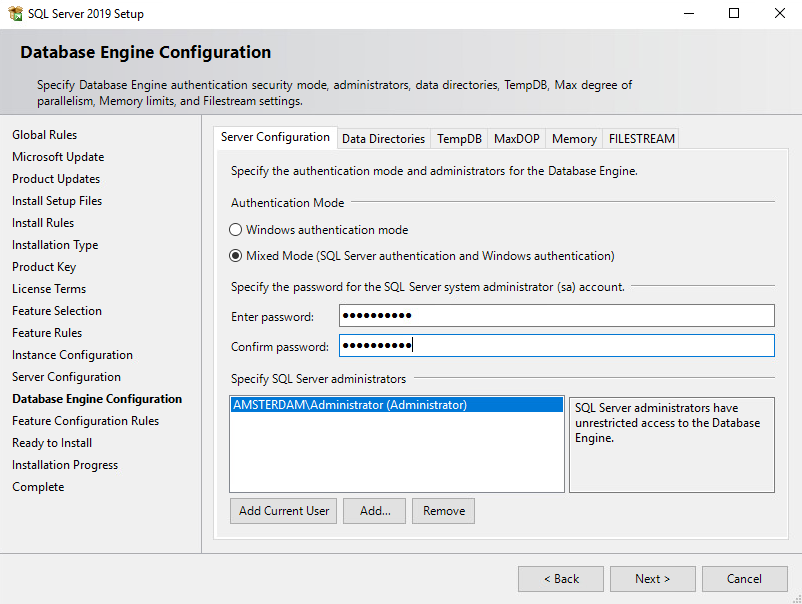 SQL Server 2019 Setup
Database Engine Configuration
Specify Database Engine authentication security mode, administrators, data directories, TempDB, Max degree of
parallelism, Memory limits, and Filestream settings.
Global Rules
Microsoft Update
Product Updates
Install Setup Files
Install Rules
Installation Type
Product Key
License Terms
Feature Selection
Feature Rules
Instance Configuration
Server Configuration
Database Engine Configuration
Feature Configuration Rules
Ready to Install
Installation Progress
Complete
Server Configuration Data Directories TempDB MaxDOP Memory FILESTREAM
Specify the authentication mode and administrators for the Database Engine.
Authentication Mode
Windows authentication mode
Mixed Mode (SQL Server authentication and Windows authentication)
Specify the password for the SQL Server system administrator (sa) account.
Enter password: ●●●●●●●●●●
Confirm password: ●●●●●●●●●●
Specify SQL Server administrators
AMSTERDAM\Administrator (Administrator)
SQL Server administrators have
unrestricted access to the Database
Engine.
Add Current User Add... Remove
< Back Next > Cancel